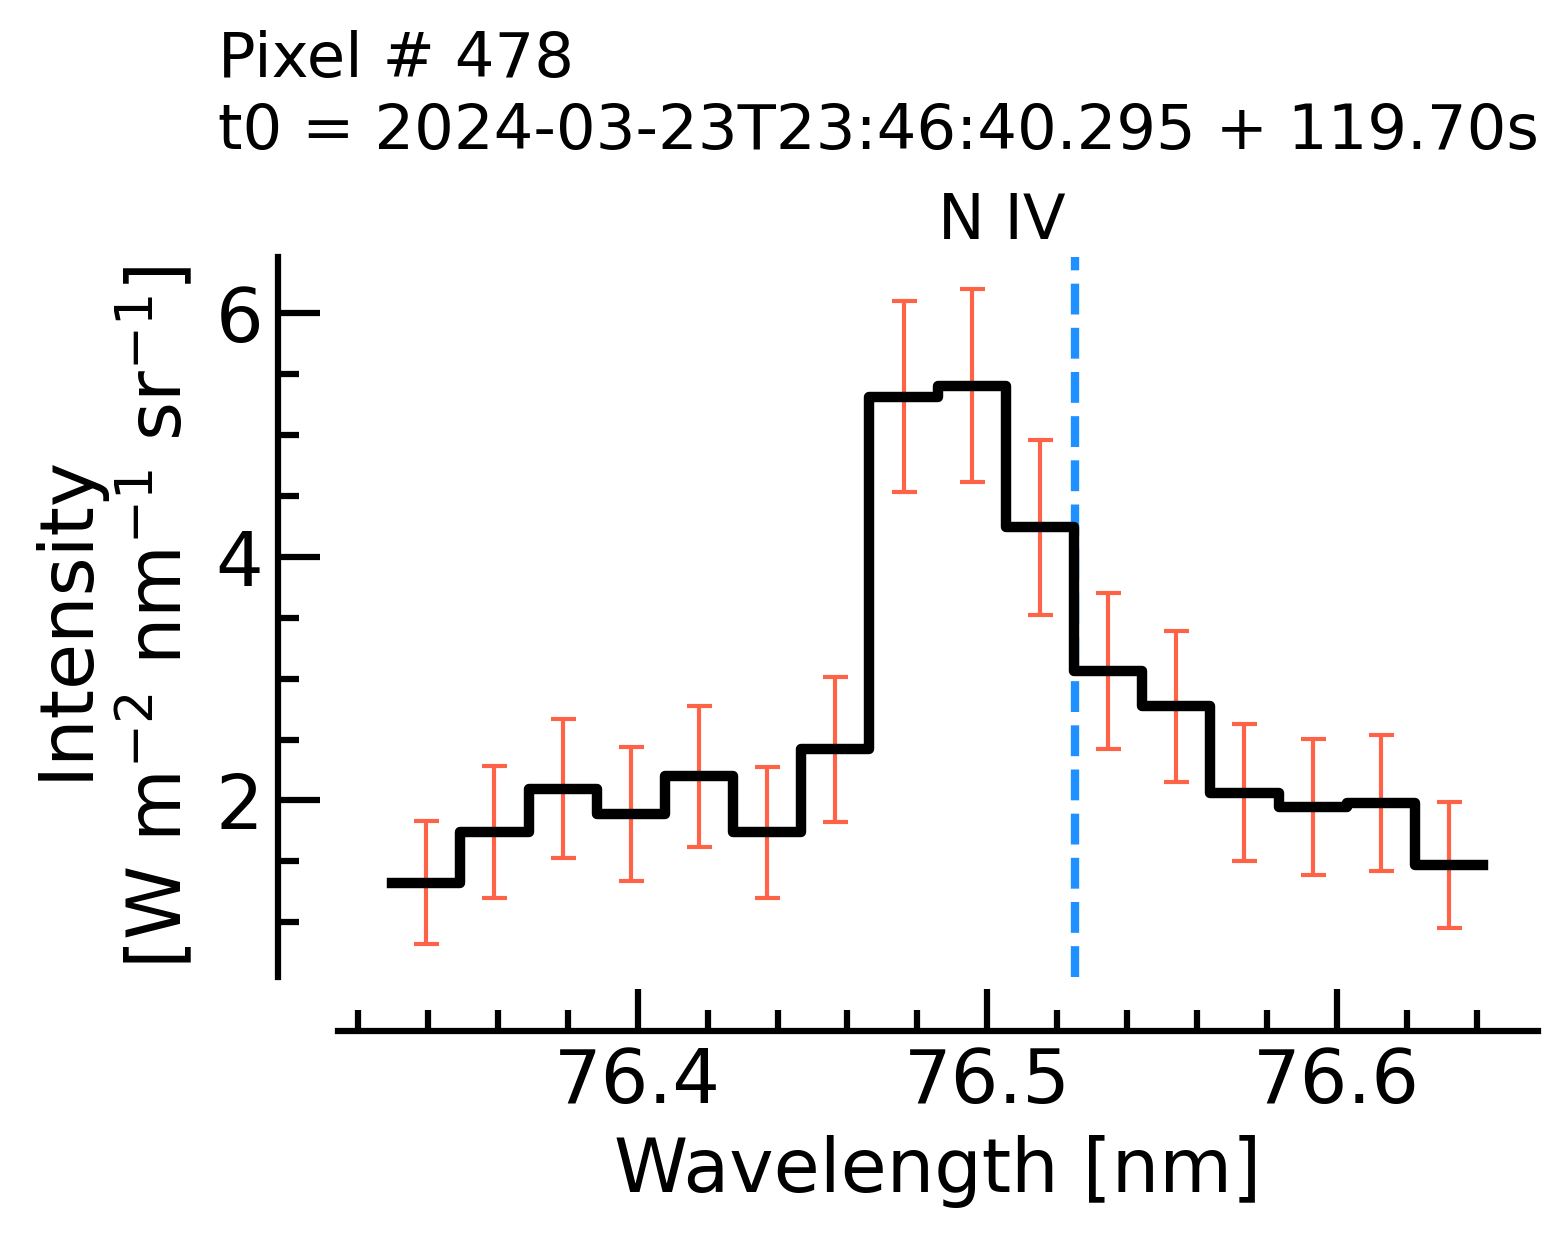 Pixel # 478
t0 = 2024-03-23T23:46:40.295 + 119.70s
N IV
Intensity
[W m⁻² nm⁻¹ sr⁻¹]
6
4
2
76.4 76.5 76.6
Wavelength [nm]